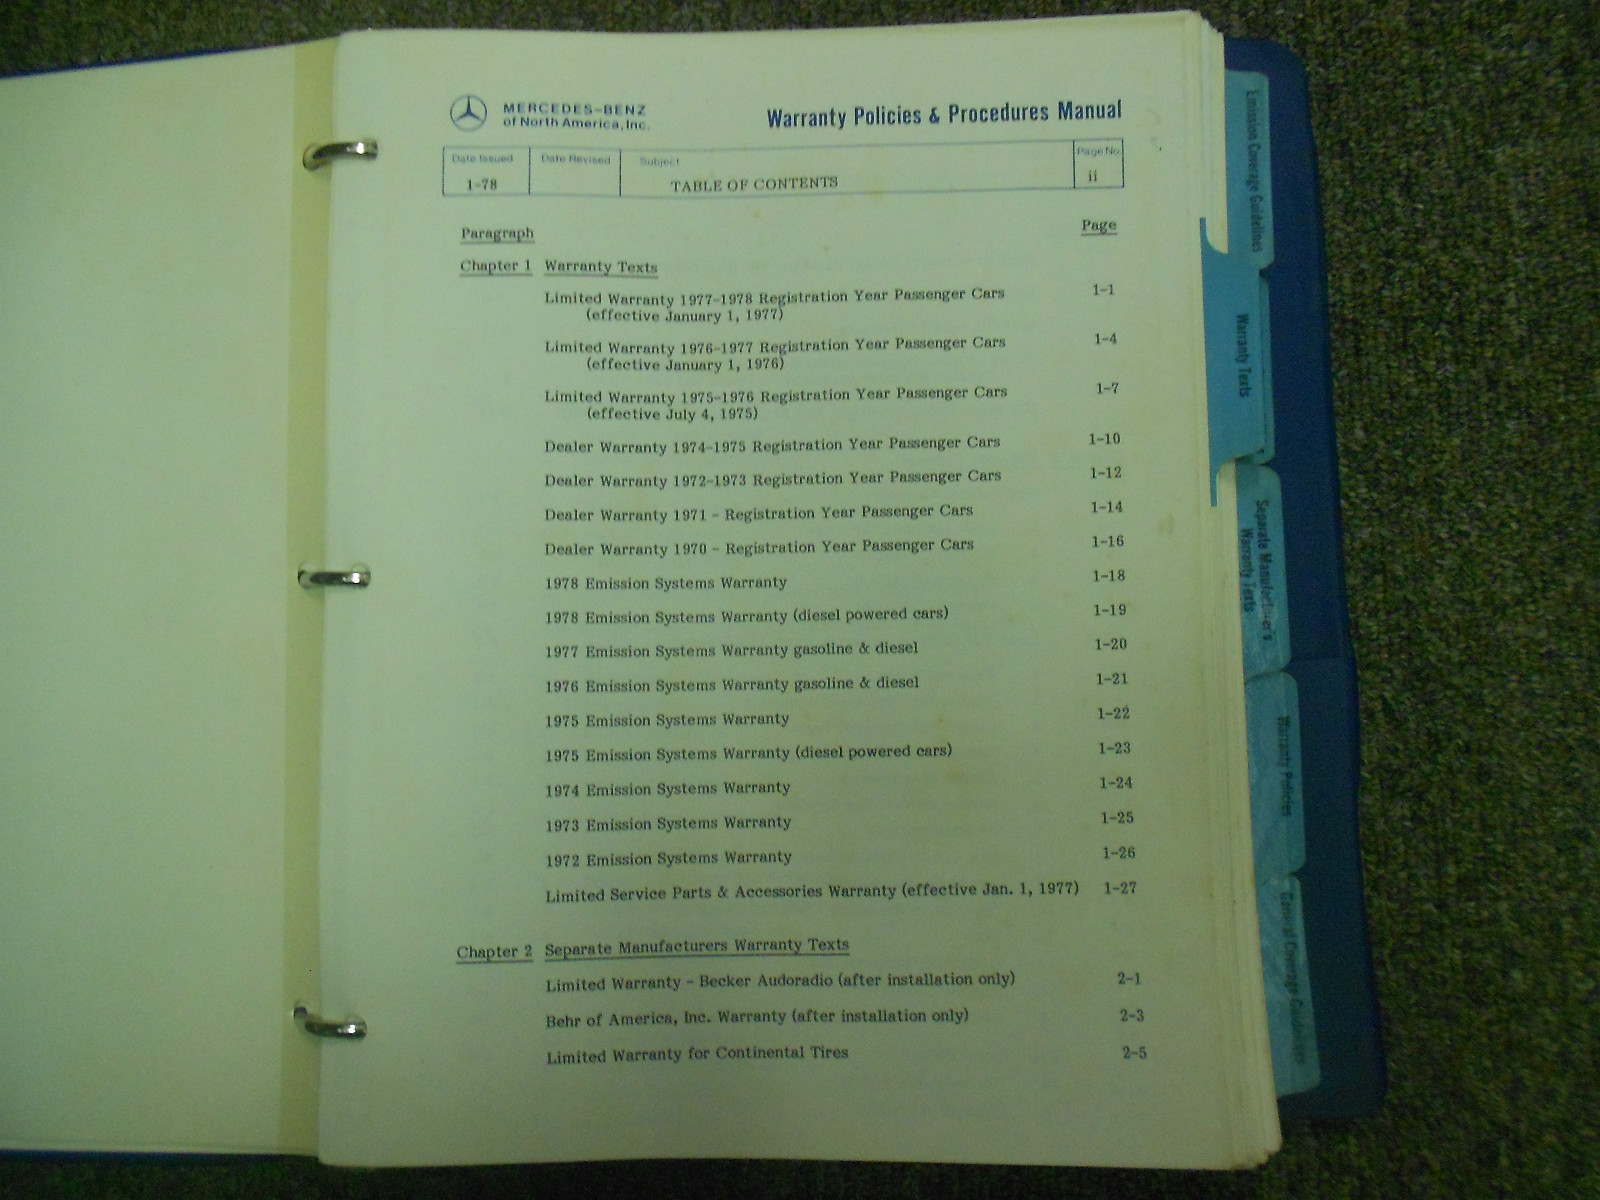 MERCEDES-BENZ
of North America, Inc.
Warranty Policies & Procedures Manual
Date Issued
Date Revised
Subject
Page No.
1-78
TABLE OF CONTENTS
ii
Paragraph
Page
Chapter 1 Warranty Texts
Limited Warranty 1977-1978 Registration Year Passenger Cars 1-1
(effective January 1, 1977)
Limited Warranty 1976-1977 Registration Year Passenger Cars 1-4
(effective January 1, 1976)
Limited Warranty 1975-1976 Registration Year Passenger Cars 1-7
(effective July 4, 1975)
Dealer Warranty 1974-1975 Registration Year Passenger Cars 1-10
Dealer Warranty 1972-1973 Registration Year Passenger Cars 1-12
Dealer Warranty 1971 - Registration Year Passenger Cars 1-14
Dealer Warranty 1970 - Registration Year Passenger Cars 1-16
1978 Emission Systems Warranty 1-18
1978 Emission Systems Warranty (diesel powered cars) 1-19
1977 Emission Systems Warranty gasoline & diesel 1-20
1976 Emission Systems Warranty gasoline & diesel 1-21
1975 Emission Systems Warranty 1-22
1975 Emission Systems Warranty (diesel powered cars) 1-23
1974 Emission Systems Warranty 1-24
1973 Emission Systems Warranty 1-25
1972 Emission Systems Warranty 1-26
Limited Service Parts & Accessories Warranty (effective Jan. 1, 1977) 1-27
Chapter 2 Separate Manufacturers Warranty Texts
Limited Warranty - Becker Audoradio (after installation only) 2-1
Behr of America, Inc. Warranty (after installation only) 2-3
Limited Warranty for Continental Tires 2-5
Emission Coverage Guidelines
Warranty Texts
Separate Manufacturer's
Warranty Texts
Warranty Policies
General Coverage Guidelines